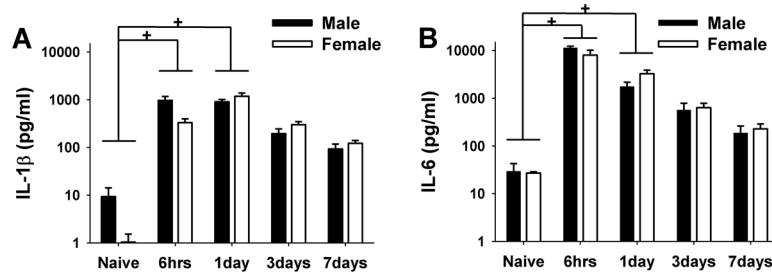 A
+
+
Male
Female
IL-1β (pg/ml)
10000
1000
100
10
1
Naive 6hrs 1day 3days 7days
B
+
+
Male
Female
IL-6 (pg/ml)
10000
1000
100
10
1
Naive 6hrs 1day 3days 7days